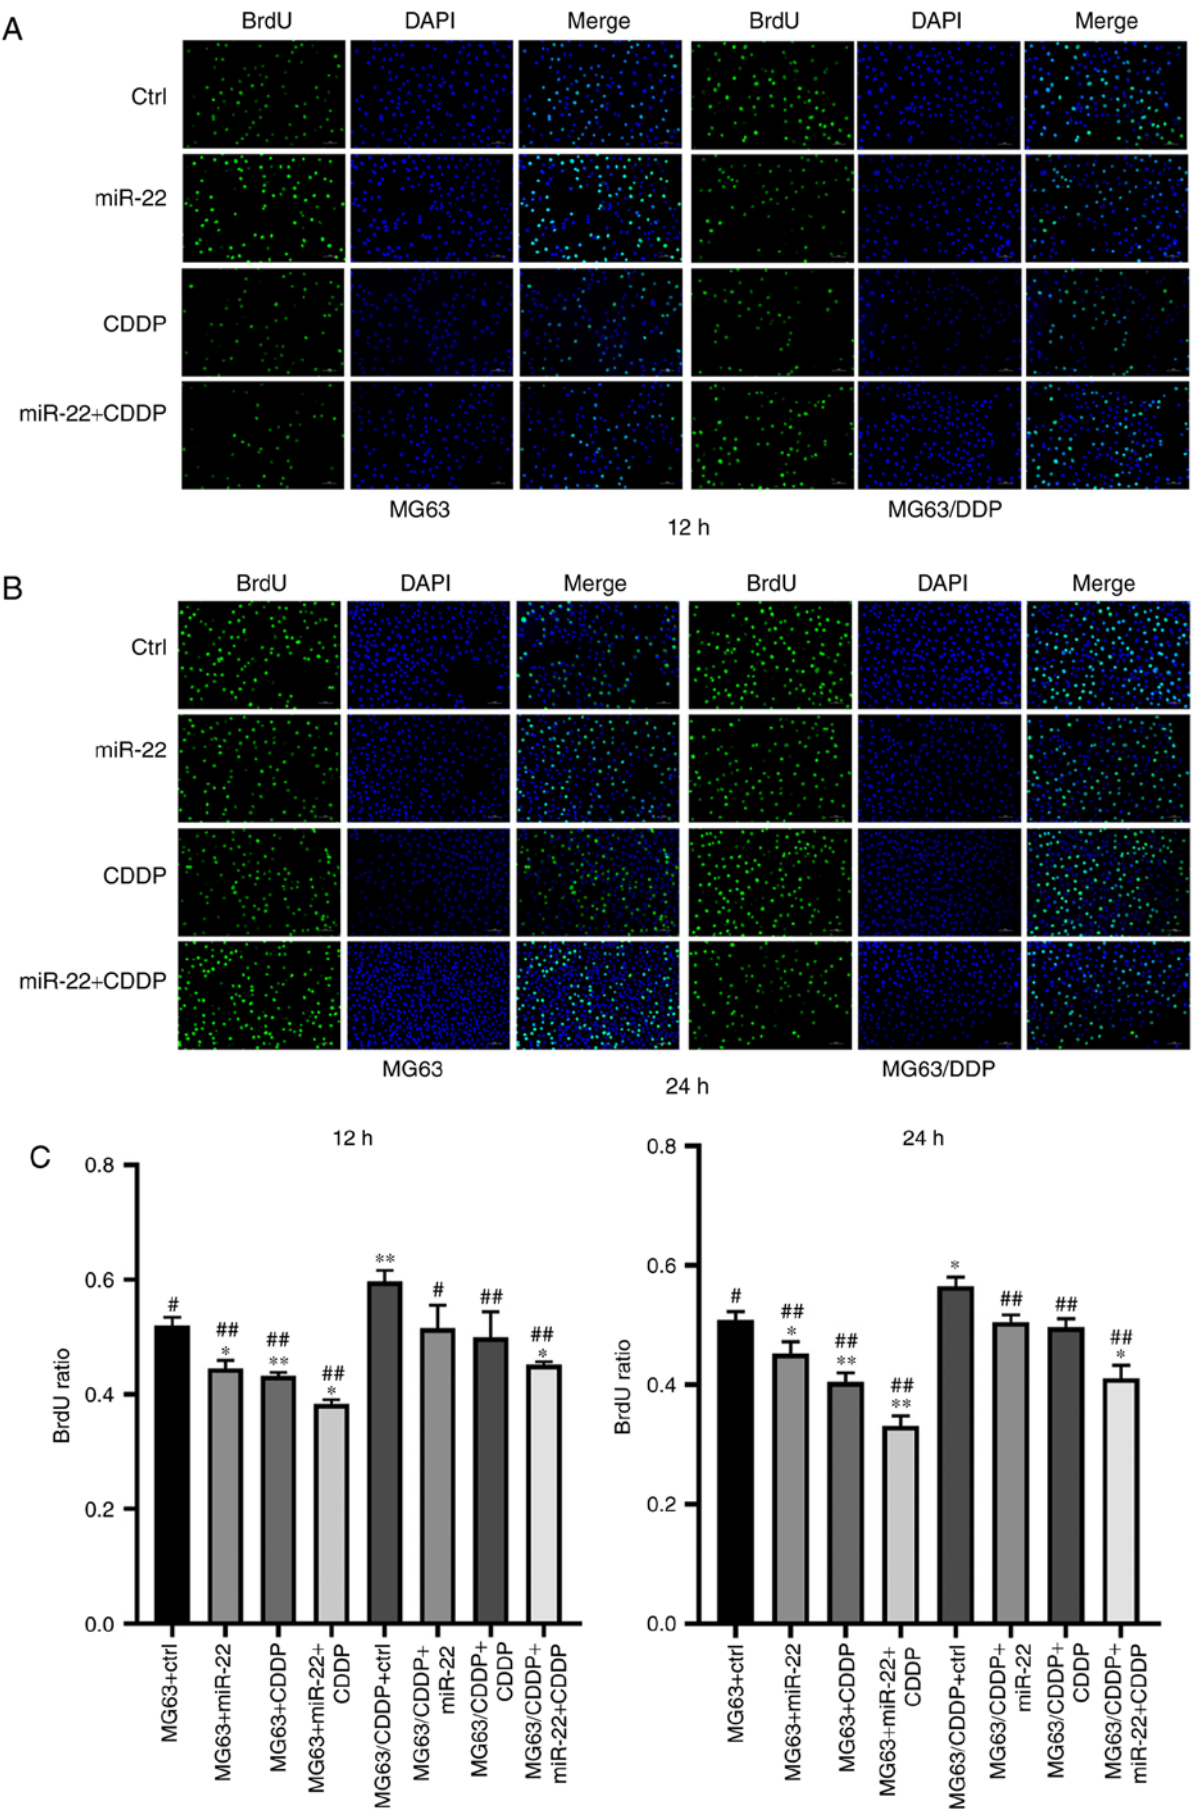 A
BrdU DAPI Merge BrdU DAPI Merge
Ctrl
miR-22
CDDP
miR-22+CDDP
MG63 MG63/DDP
12 h
B
BrdU DAPI Merge BrdU DAPI Merge
Ctrl
miR-22
CDDP
miR-22+CDDP
MG63 MG63/DDP
24 h
C
12 h
BrdU ratio
0.8
0.6
0.4
0.2
0.0
#
##
*
##
**
##
*
**
#
##
##
*
MG63+ctrl
MG63+miR-22
MG63+CDDP
MG63+miR-22+
CDDP
MG63/CDDP+ctrl
MG63/CDDP+
miR-22
MG63/CDDP+
CDDP
MG63/CDDP+
miR-22+CDDP
24 h
BrdU ratio
0.8
0.6
0.4
0.2
0.0
#
##
*
##
**
##
**
*
##
##
##
*
MG63+ctrl
MG63+miR-22
MG63+CDDP
MG63+miR-22+
CDDP
MG63/CDDP+ctrl
MG63/CDDP+
miR-22
MG63/CDDP+
CDDP
MG63/CDDP+
miR-22+CDDP